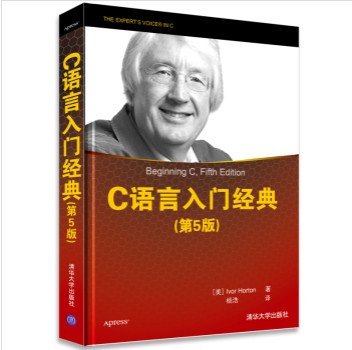 THE EXPERT'S VOICE IN C
Beginning C, Fifth Edition
C语言入门经典
(第5版)
[美] Ivor Horton 著
杨浩 译
清华大学出版社
Apress®
C语言入门经典
(第5版)
清华大学出版社
Apress